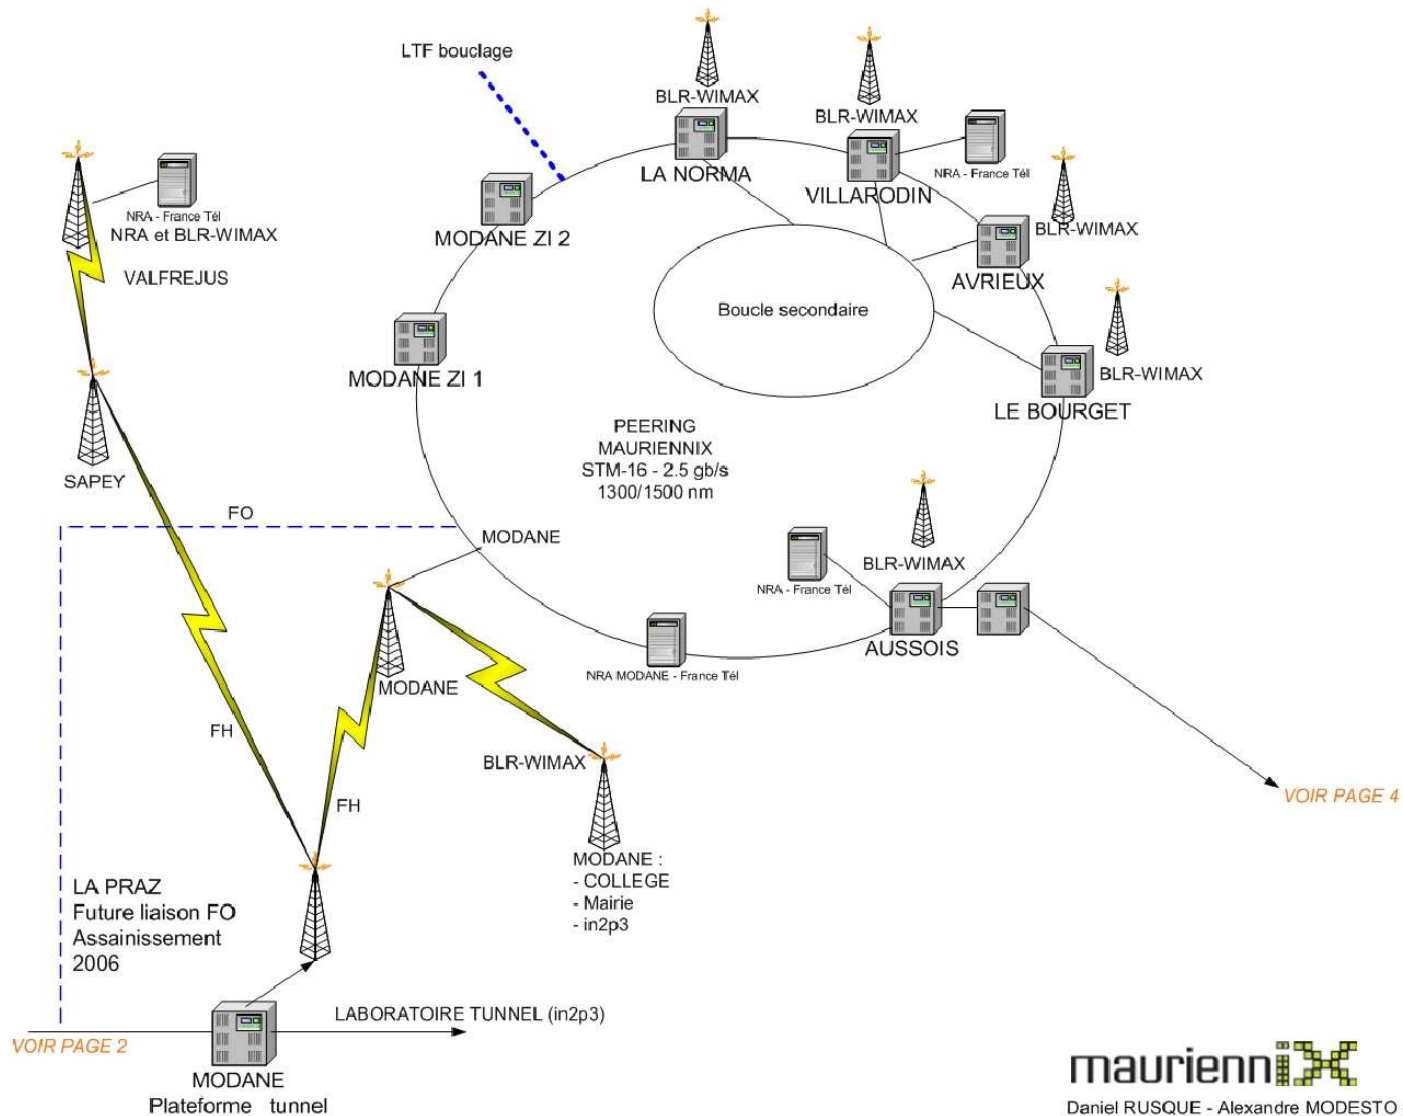 LTF bouclage
BLR-WIMAX
BLR-WIMAX
LA NORMA
VILLARODIN
NRA - France Tél
NRA - France Tél
NRA et BLR-WIMAX
VALFREJUS
MODANE ZI 2
BLR-WIMAX
AVRIEUX
Boucle secondaire
MODANE ZI 1
BLR-WIMAX
LE BOURGET
PEERING
MAURIENNIX
STM-16 - 2.5 gb/s
1300/1500 nm
SAPEY
FO
MODANE
BLR-WIMAX
NRA - France Tél
AUSSOIS
NRA MODANE - France Tél
MODANE
FH
BLR-WIMAX
FH
VOIR PAGE 4
MODANE :
- COLLEGE
- Mairie
- in2p3
LA PRAZ
Future liaison FO
Assainissement
2006
LABORATOIRE TUNNEL (in2p3)
VOIR PAGE 2
MODANE
Plateforme tunnel
mauriennix
Daniel RUSQUE - Alexandre MODESTO